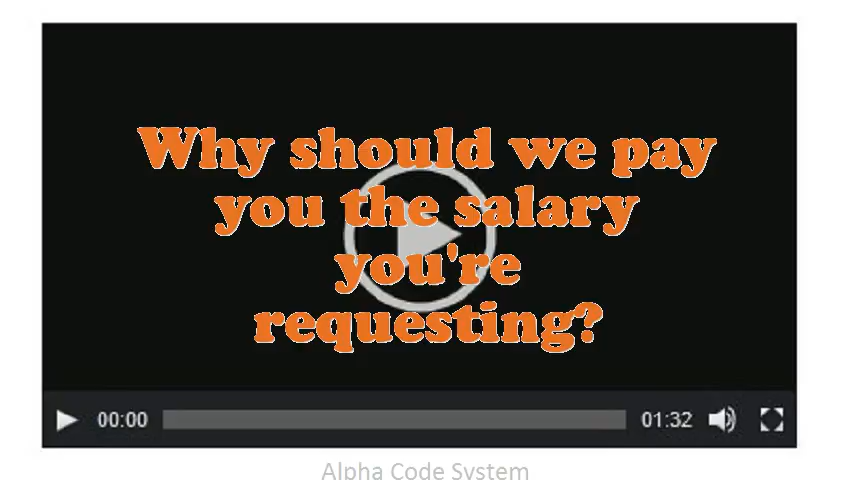 Why should we pay
you the salary
you're
requesting?
00:00 01:32
Alpha Code System